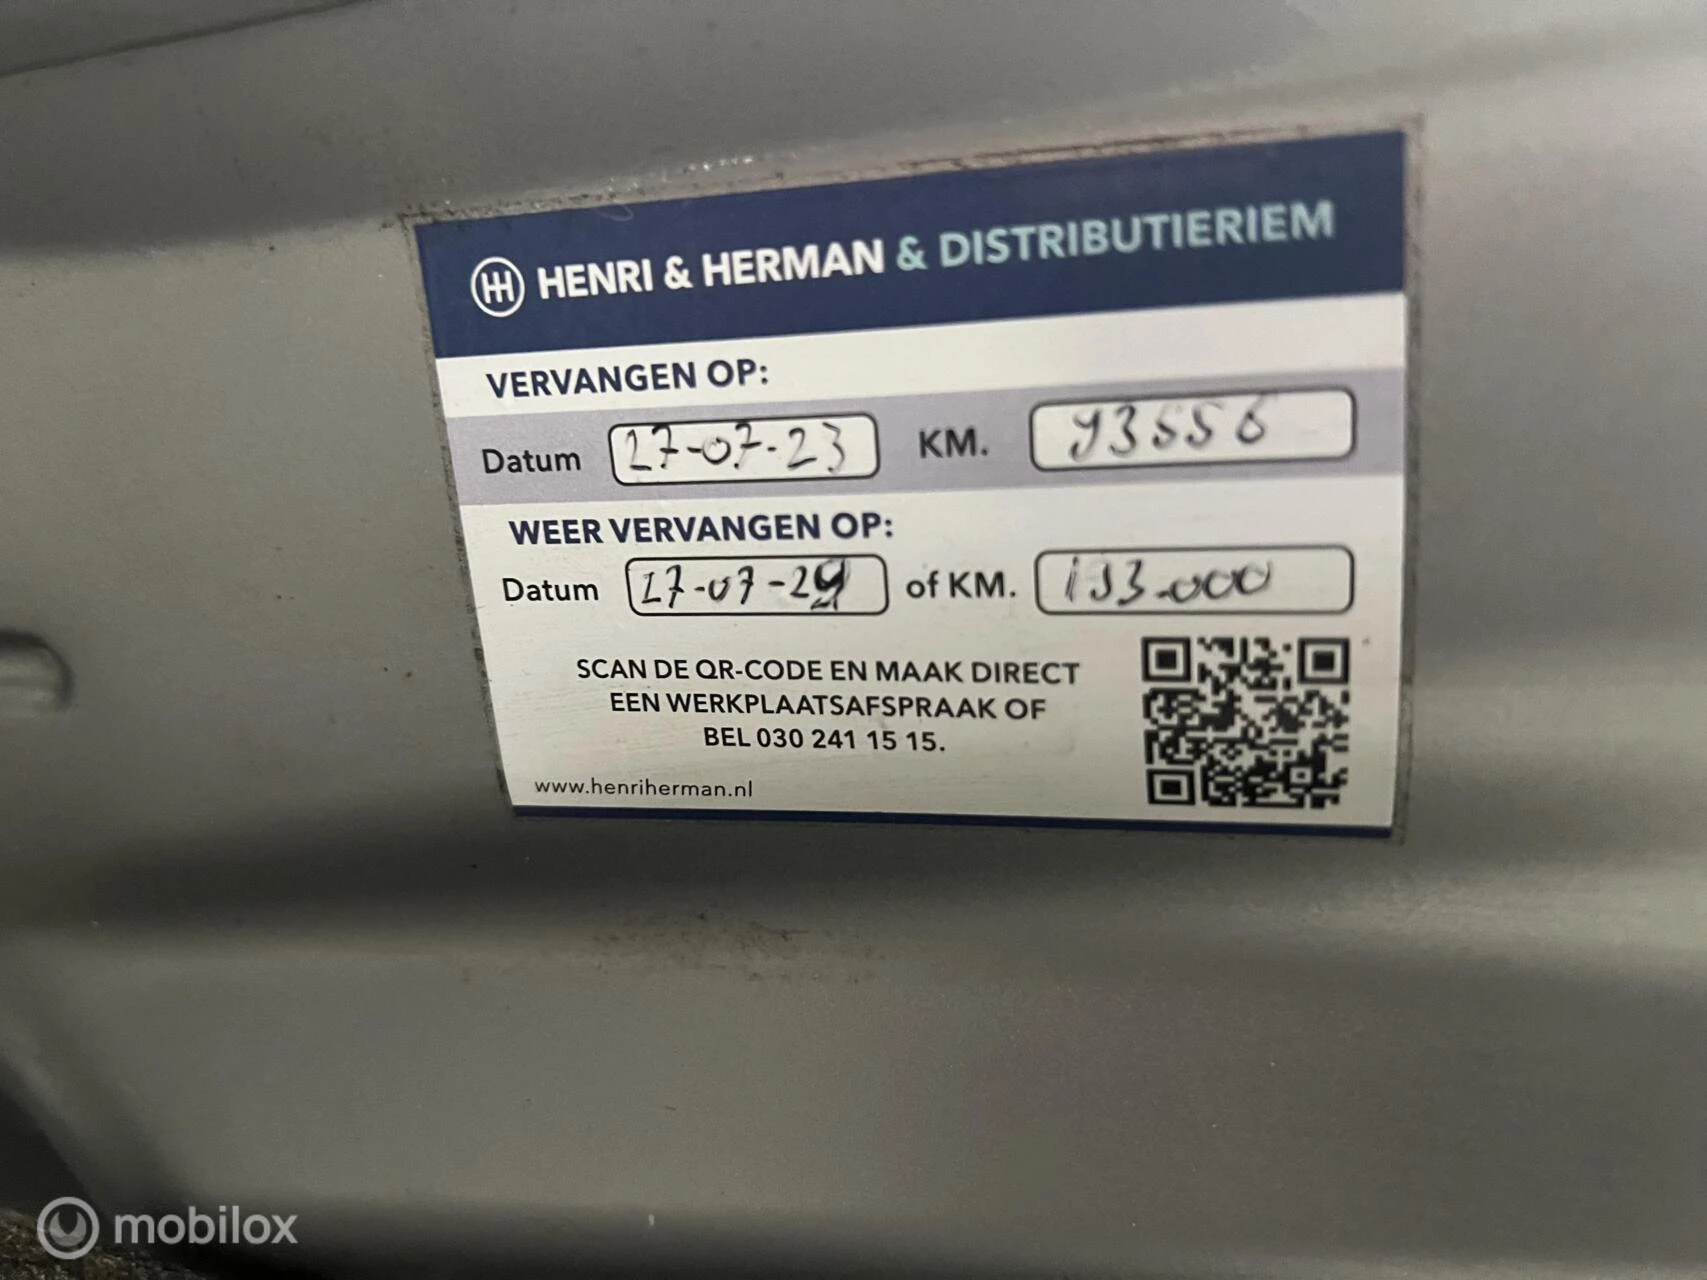 HENRI & HERMAN & DISTRIBUTIERIEM
VERVANGEN OP:
Datum 27-07-23 KM. 93556
WEER VERVANGEN OP:
Datum 27-07-29 of KM. 133.000
SCAN DE QR-CODE EN MAAK DIRECT
EEN WERKPLAATSAFSPRAAK OF
BEL 030 241 15 15.
www.henriherman.nl
mobilox